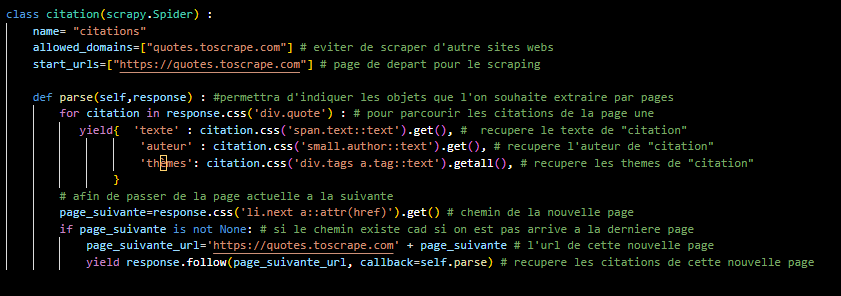 class citation(scrapy.Spider) :
    name= "citations"
    allowed_domains=["quotes.toscrape.com"] # eviter de scraper d'autre sites webs
    start_urls=["https://quotes.toscrape.com"] # page de depart pour le scraping

    def parse(self,response) : #permettra d'indiquer les objets que l'on souhaite extraire par pages
        for citation in response.css('div.quote') : # pour parcourir les citations de la page une
           yield{  'texte' : citation.css('span.text::text').get(), #  recupere le texte de "citation"
                    'auteur' : citation.css('small.author::text').get(), # recupere l'auteur de "citation"
                    'themes': citation.css('div.tags a.tag::text').getall(), # recupere les themes de "citation"
                }
        # afin de passer de la page actuelle a la suivante
        page_suivante=response.css('li.next a::attr(href)').get() # chemin de la nouvelle page
        if page_suivante is not None: # si le chemin existe cad si on est pas arrive a la derniere page
            page_suivante_url='https://quotes.toscrape.com' + page_suivante # l'url de cette nouvelle page
            yield response.follow(page_suivante_url, callback=self.parse) # recupere les citations de cette nouvelle page